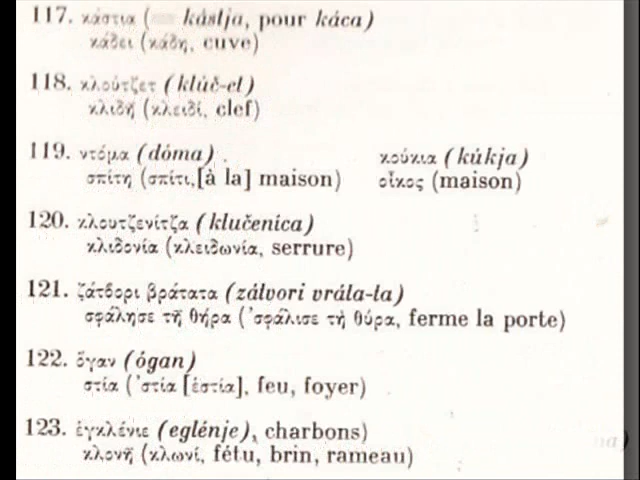 117. κάστια ( kástja, pour káca)
κάδει (κάδη, cuve)
118. κλούτζετ (klúč-et)
κλιδῆ (κλειδί, clef)
119. ντόμα (dóma) κούκια (kúkja)
σπίτη (σπίτι,[à la] maison) οἶκος (maison)
120. κλουτζενίτζα (klučenica)
κλιδονία (κλειδωνία, serrure)
121. ζάτβορι βράτατα (zátvori vráta-ta)
σφάλησε τῆ θήρα ('σφάλισε τὴ θύρα, ferme la porte)
122. ὄγαν (ógan)
στία ('στία [ἑστία], feu, foyer)
123. ἐγκλένιε (eglénje), charbons)
κλονῆ (κλωνί, fétu, brin, rameau)